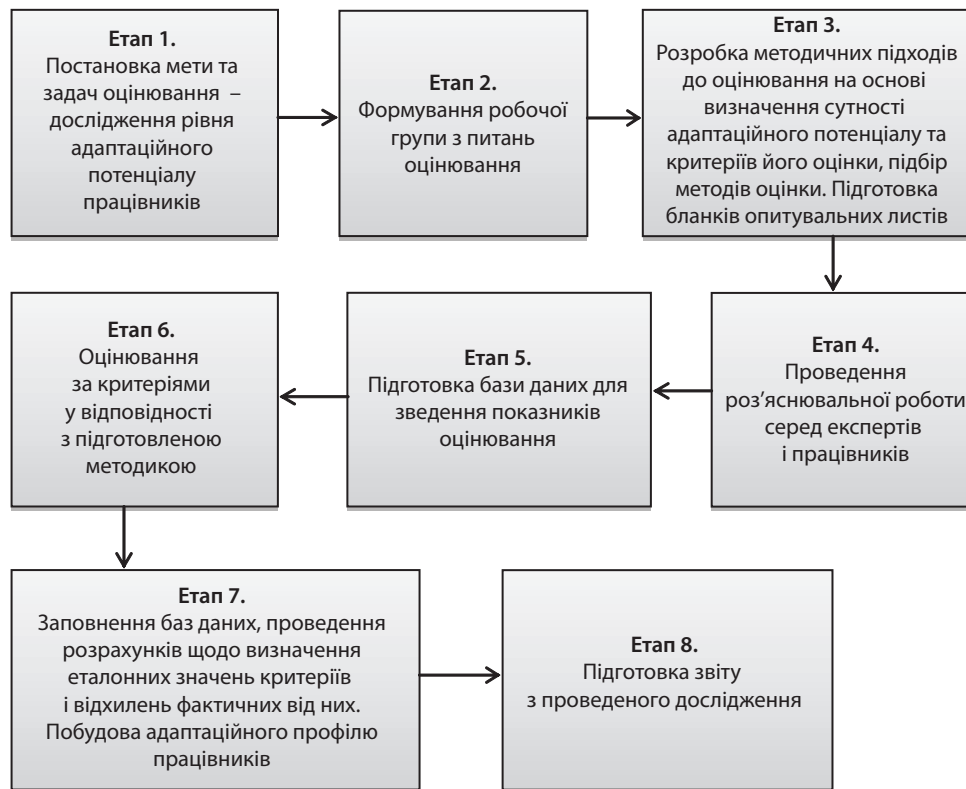 Етап 1.
Постановка мети та
задач оцінювання –
дослідження рівня
адаптаційного
потенціалу
працівників
Етап 2.
Формування робочої
групи з питань
оцінювання
Етап 3.
Розробка методичних підходів
до оцінювання на основі
визначення сутності
адаптаційного потенціалу та
критеріїв його оцінки, підбір
методів оцінки. Підготовка
бланків опитувальних листів
Етап 4.
Проведення
роз'яснювальної роботи
серед експертів
і працівників
Етап 5.
Підготовка бази даних для
зведення показників
оцінювання
Етап 6.
Оцінювання
за критеріями
у відповідності
з підготовленою
методикою
Етап 7.
Заповнення баз даних, проведення
розрахунків щодо визначення
еталонних значень критеріїв
і відхилень фактичних від них.
Побудова адаптаційного профілю
працівників
Етап 8.
Підготовка звіту
з проведеного дослідження